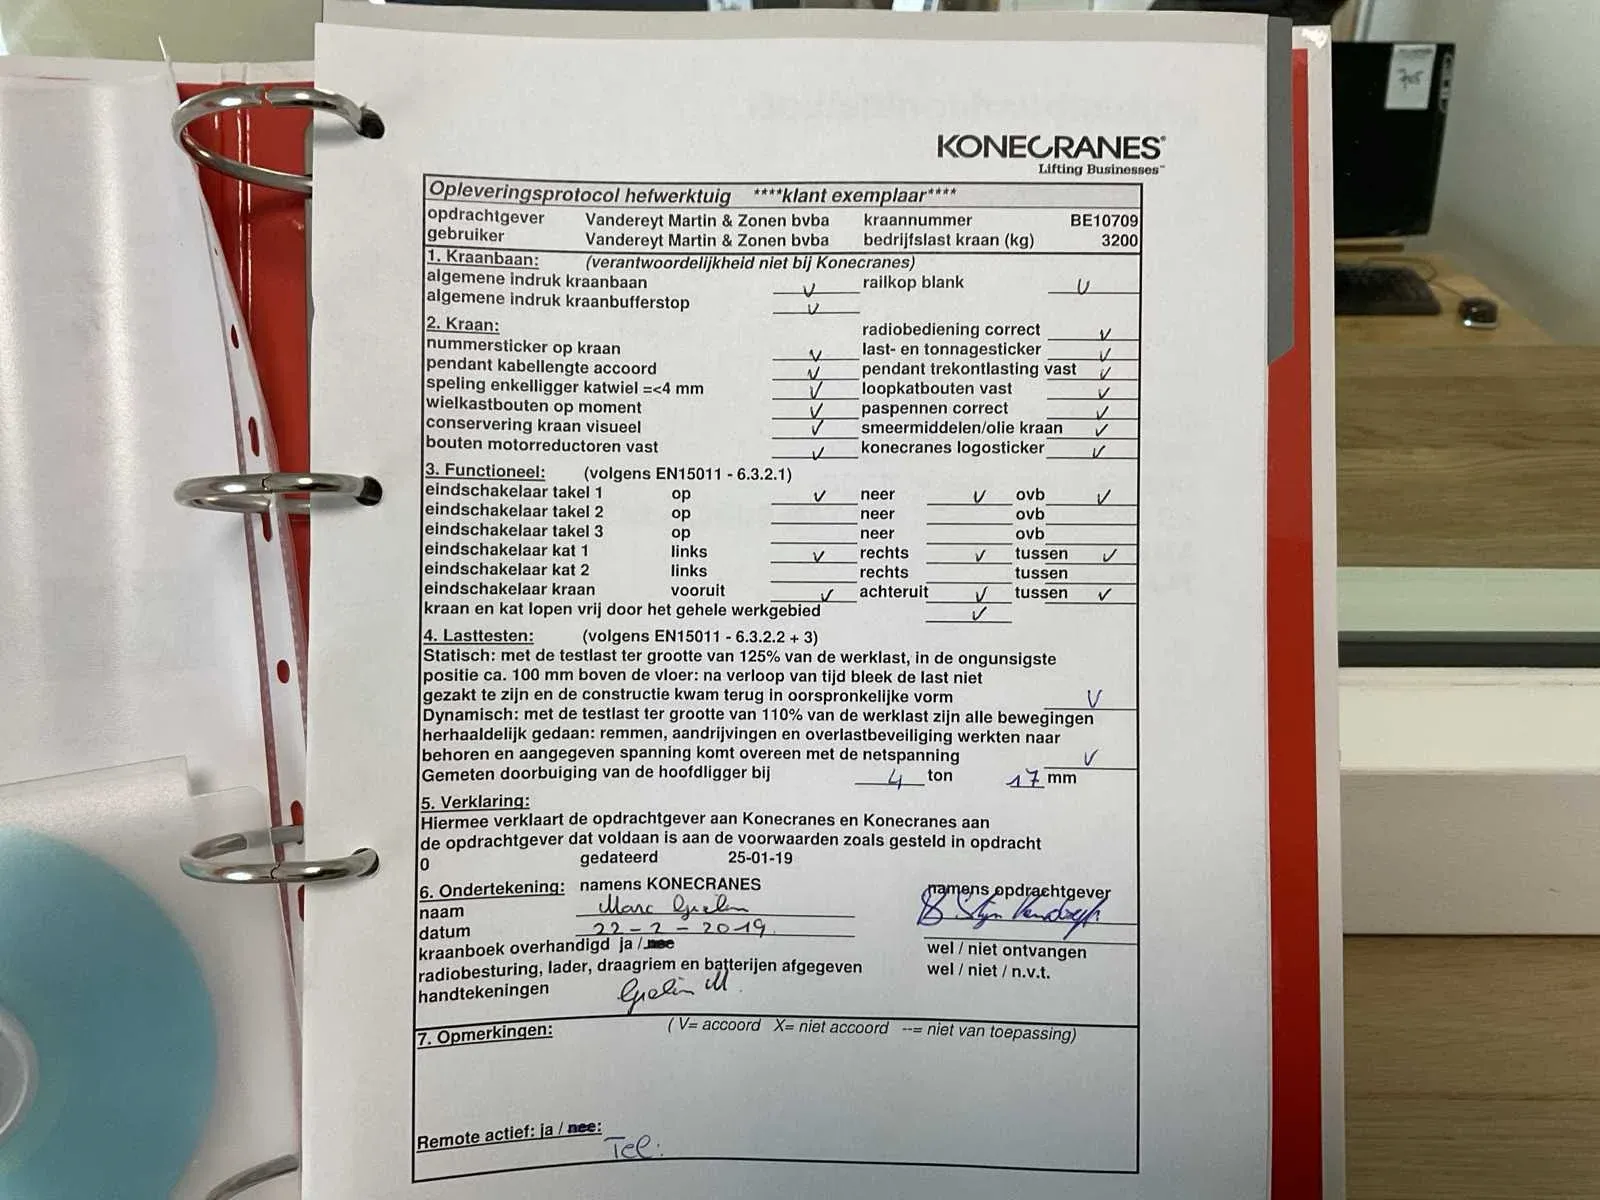 KONECRANES®
Lifting Businesses™
Opleveringsprotocol hefwerktuig ****klant exemplaar****
opdrachtgever Vandereyt Martin & Zonen bvba kraannummer BE10709
gebruiker Vandereyt Martin & Zonen bvba bedrijfslast kraan (kg) 3200
1. Kraanbaan: (verantwoordelijkheid niet bij Konecranes)
algemene indruk kraanbaan V railkop blank V
algemene indruk kraanbufferstop V
2. Kraan: radiobediening correct V
nummersticker op kraan V last- en tonnagesticker V
pendant kabellengte accoord V pendant trekontlasting vast V
speling enkelligger katwiel =<4 mm V loopkatbouten vast V
wielkastbouten op moment V paspennen correct V
conservering kraan visueel V smeermiddelen/olie kraan V
bouten motorreductoren vast V konecranes logosticker V
3. Functioneel: (volgens EN15011 - 6.3.2.1)
eindschakelaar takel 1 op V neer V ovb V
eindschakelaar takel 2 op neer ovb
eindschakelaar takel 3 op neer ovb
eindschakelaar kat 1 links V rechts V tussen V
eindschakelaar kat 2 links rechts tussen
eindschakelaar kraan vooruit V achteruit V tussen V
kraan en kat lopen vrij door het gehele werkgebied V
4. Lasttesten: (volgens EN15011 - 6.3.2.2 + 3)
Statisch: met de testlast ter grootte van 125% van de werklast, in de ongunsigste
positie ca. 100 mm boven de vloer: na verloop van tijd bleek de last niet
gezakt te zijn en de constructie kwam terug in oorspronkelijke vorm V
Dynamisch: met de testlast ter grootte van 110% van de werklast zijn alle bewegingen
herhaaldelijk gedaan: remmen, aandrijvingen en overlastbeveiliging werkten naar
behoren en aangegeven spanning komt overeen met de netspanning V
Gemeten doorbuiging van de hoofdligger bij 4 ton 17 mm
5. Verklaring:
Hiermee verklaart de opdrachtgever aan Konecranes en Konecranes aan
de opdrachtgever dat voldaan is aan de voorwaarden zoals gesteld in opdracht
0 gedateerd 25-01-19
6. Ondertekening: namens KONECRANES namens opdrachtgever
naam Marc
datum 22-2-2019
kraanboek overhandigd ja / nee wel / niet ontvangen
radiobesturing, lader, draagriem en batterijen afgegeven wel / niet / n.v.t.
handtekeningen
7. Opmerkingen: ( V= accoord X= niet accoord --= niet van toepassing)
Remote actief: ja / nee:
Tel: